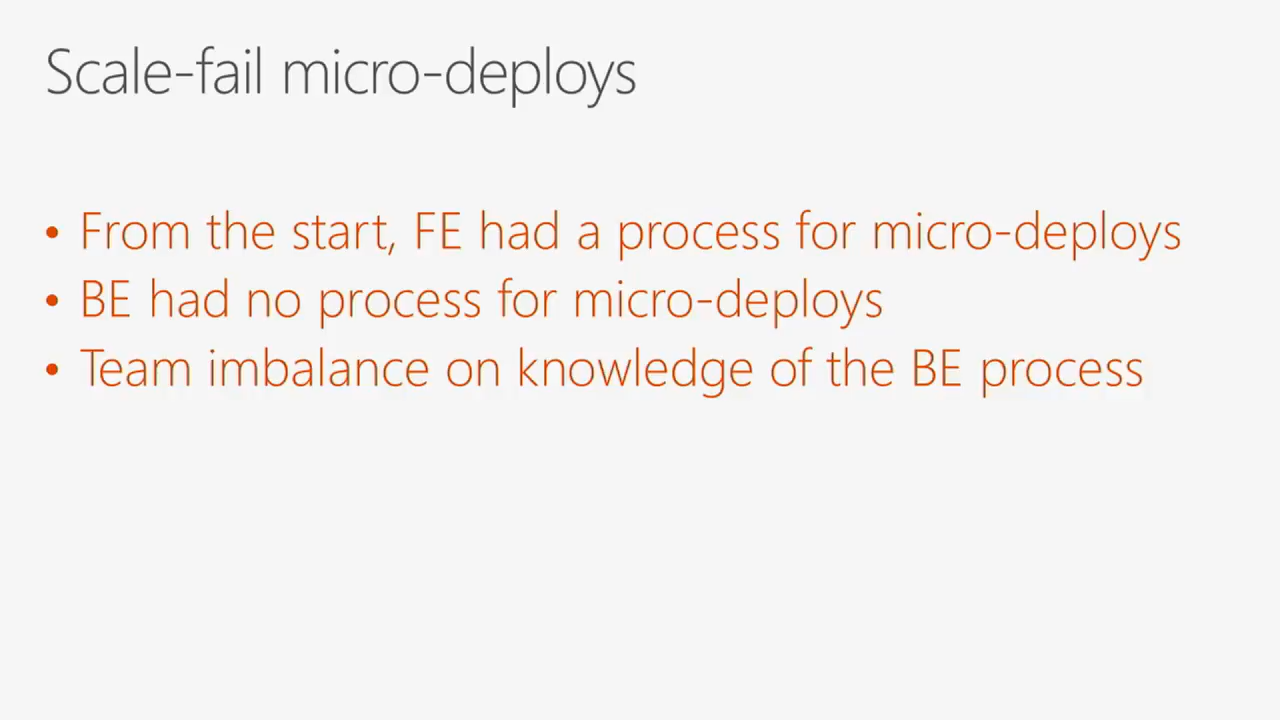 Scale-fail micro-deploys
• From the start, FE had a process for micro-deploys
• BE had no process for micro-deploys
• Team imbalance on knowledge of the BE process